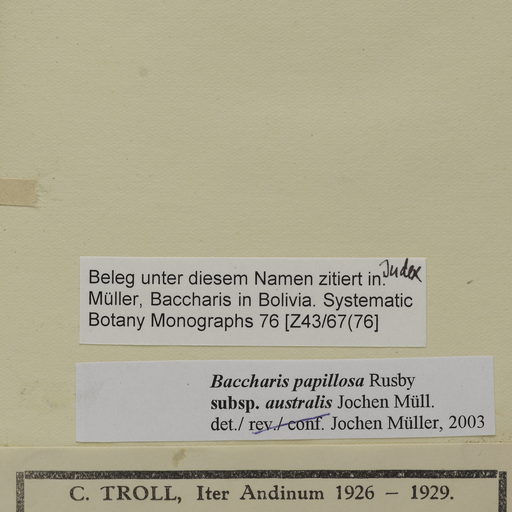 Beleg unter diesem Namen zitiert in: Index
Müller, Baccharis in Bolivia. Systematic
Botany Monographs 76 [Z43/67(76]
Baccharis papillosa Rusby
subsp. australis Jochen Müll.
det./ rev./ conf. Jochen Müller, 2003
C. TROLL, Iter Andinum 1926 – 1929.